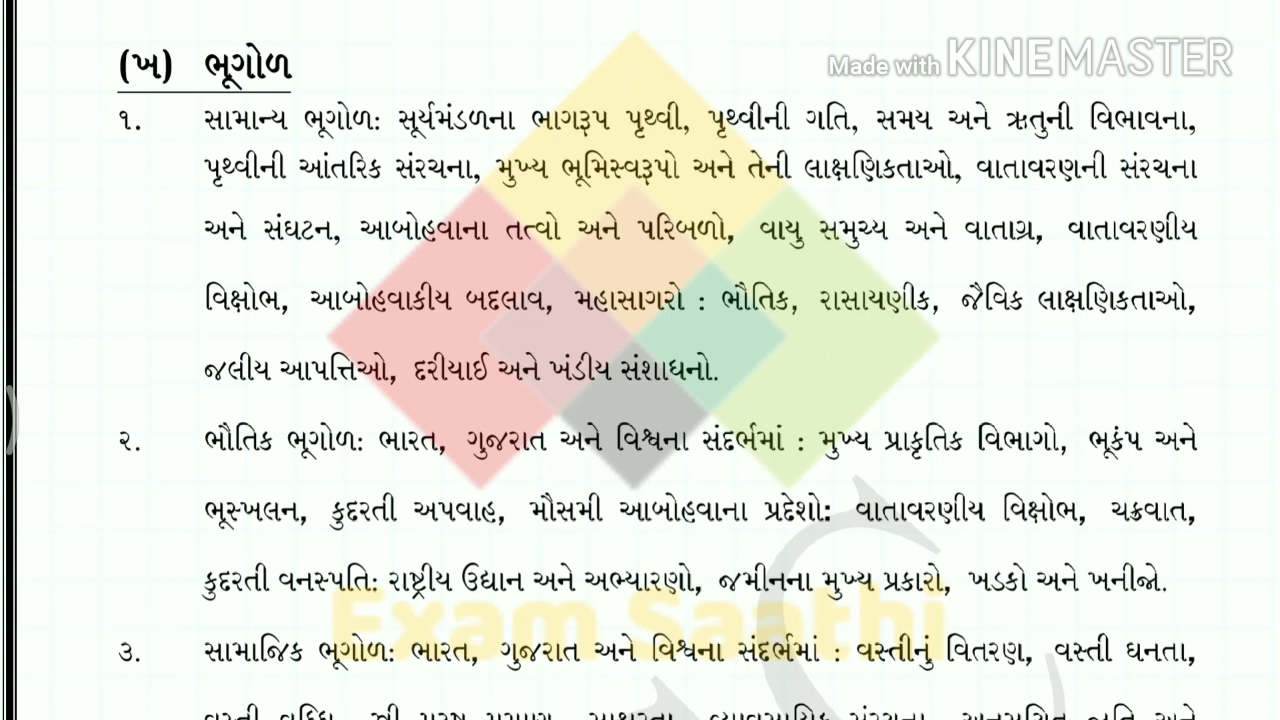 Made with KINEMASTER
(ખ) ભૂગોળ
૧. સામાન્ય ભૂગોળ: સૂર્યમંડળના ભાગરૂપ પૃથ્વી, પૃથ્વીની ગતિ, સમય અને ઋતુની વિભાવના,
પૃથ્વીની આંતરિક સંરચના, મુખ્ય ભૂમિસ્વરૂપો અને તેની લાક્ષણિકતાઓ, વાતાવરણની સંરચના
અને સંઘટન, આબોહવાના તત્વો અને પરિબળો, વાયુ સમુચ્ય અને વાતાગ્ર, વાતાવરણીય
વિક્ષોભ, આબોહવાકીય બદલાવ, મહાસાગરો : ભૌતિક, રાસાયણીક, જૈવિક લાક્ષણિકતાઓ,
જલીય આપત્તિઓ, દરીયાઈ અને ખંડીય સંશાધનો.
૨. ભૌતિક ભૂગોળ: ભારત, ગુજરાત અને વિશ્વના સંદર્ભમાં : મુખ્ય પ્રાકૃતિક વિભાગો, ભૂકંપ અને
ભૂસ્ખલન, કુદરતી અપવાહ, મૌસમી આબોહવાના પ્રદેશો: વાતાવરણીય વિક્ષોભ, ચક્રવાત,
કુદરતી વનસ્પતિ: રાષ્ટ્રીય ઉદ્યાન અને અભ્યારણો, જમીનના મુખ્ય પ્રકારો, ખડકો અને ખનીજો.
Exam Saathi
૩. સામાજિક ભૂગોળ: ભારત, ગુજરાત અને વિશ્વના સંદર્ભમાં : વસ્તીનું વિતરણ, વસ્તી ઘનતા,